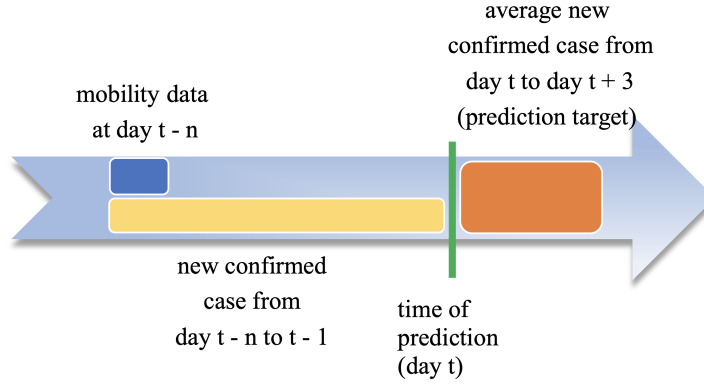 average new
confirmed case from
day t to day t + 3
(prediction target)
mobility data
at day t - n
new confirmed
case from
day t - n to t - 1
time of
prediction
(day t)